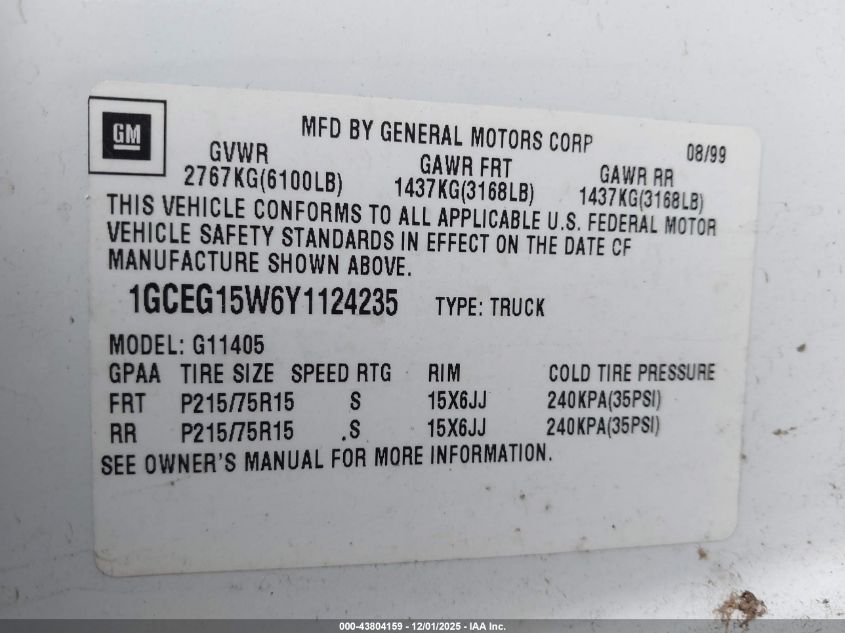 GM
MFD BY GENERAL MOTORS CORP 08/99
GVWR GAWR FRT GAWR RR
2767KG(6100LB) 1437KG(3168LB) 1437KG(3168LB)
THIS VEHICLE CONFORMS TO ALL APPLICABLE U.S. FEDERAL MOTOR
VEHICLE SAFETY STANDARDS IN EFFECT ON THE DATE OF
MANUFACTURE SHOWN ABOVE.
1GCEG15W6Y1124235 TYPE: TRUCK
MODEL: G11405
GPAA TIRE SIZE SPEED RTG RIM COLD TIRE PRESSURE
FRT P215/75R15 S 15X6JJ 240KPA(35PSI)
RR P215/75R15 .S 15X6JJ 240KPA(35PSI)
SEE OWNER'S MANUAL FOR MORE INFORMATION.
000-43804159 - 12/01/2025 - IAA Inc.